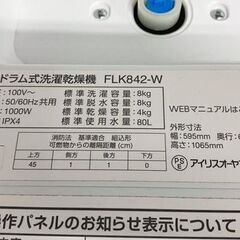 ドラム式洗濯乾燥機 FLK842-W
:100V～ 標準洗濯容量:8kg
:50/60Hz共用 標準脱水容量:8kg
:1000W 標準乾燥容量:4kg
IPX4 標準使用水量:80L
WEBマニュアルは
外形寸法
幅:595mm
高さ:1065mm
消防法 基準適合 組込形
可燃物からの離隔距離(cm)
上方 側方 前方 後方
45 1 1
PSE
アイリスオーヤマ
操作パネルのお知らせ表示について